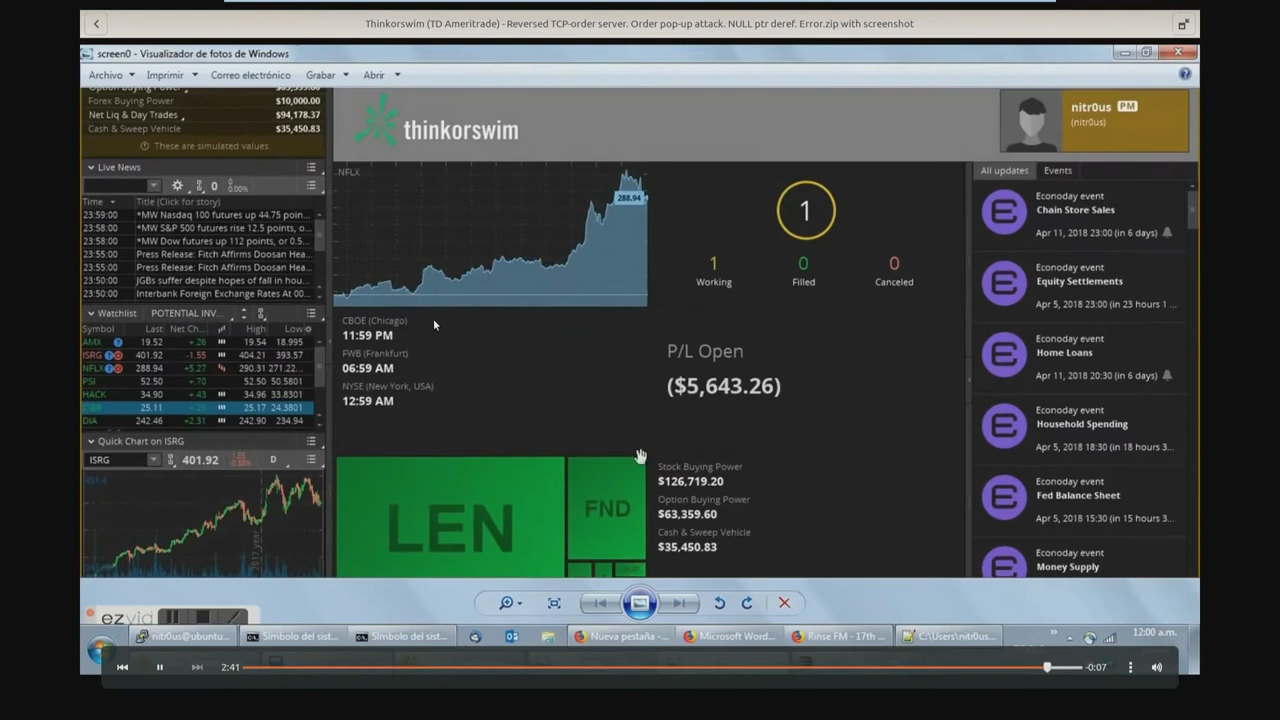 Thinkorswim (TD Ameritrade) - Reversed TCP-order server. Order pop-up attack. NULL ptr deref. Error.zip with screenshot
screen0 - Visualizador de fotos de Windows
Archivo Imprimir Correo electrónico Grabar Abrir
Option Buying Power $63,359.60
Forex Buying Power $10,000.00
Net Liq & Day Trades $94,178.37
Cash & Sweep Vehicle $35,450.83
These are simulated values
Live News
0 0 0.00%
Time Title (Click for story)
23:59:00 *MW Nasdaq 100 futures up 44.75 poin...
23:58:00 *MW S&P 500 futures rise 12.5 points, o...
23:58:00 *MW Dow futures up 112 points, or 0.5...
23:55:00 Press Release: Fitch Affirms Doosan Hea...
23:55:00 Press Release: Fitch Affirms Doosan Hea...
23:50:00 JGBs suffer despite hopes of fall in hou...
23:50:00 Interbank Foreign Exchange Rates At 00...
Watchlist POTENTIAL INV...
Symbol Last Net Ch... High Low
AMX 19.52 +.26 19.54 18.995
ISRG 401.92 -1.55 404.21 393.57
NFLX 288.94 +5.27 290.31 271.22...
PSI 52.50 +.70 52.50 50.5801
HACK 34.90 +.43 34.96 33.8301
25.11 25.17 24.3801
DIA 242.46 +2.31 242.90 234.94
Quick Chart on ISRG
ISRG 401.92 D
2017 year
thinkorswim
nitr0us PM
(nitr0us)
NFLX
288.94
1
1 0 0
Working Filled Canceled
CBOE (Chicago)
11:59 PM
FWB (Frankfurt)
06:59 AM
NYSE (New York, USA)
12:59 AM
P/L Open
($5,643.26)
LEN
FND
Stock Buying Power
$126,719.20
Option Buying Power
$63,359.60
Cash & Sweep Vehicle
$35,450.83
All updates Events
Econoday event
Chain Store Sales
Apr 11, 2018 23:00 (in 6 days)
Econoday event
Equity Settlements
Apr 5, 2018 23:00 (in 23 hours 1 ...
Econoday event
Home Loans
Apr 11, 2018 20:30 (in 6 days)
Econoday event
Household Spending
Apr 5, 2018 18:30 (in 18 hours 3...
Econoday event
Fed Balance Sheet
Apr 5, 2018 15:30 (in 15 hours 3...
Econoday event
Money Supply
ezvid
nitr0us@ubuntu... Símbolo del sist... Símbolo del sist... Nueva pestaña -... Microsoft Word... Rinse FM - 17th ... C:\Users\nitr0us... 12:00 a.m.
2:41 -0:07